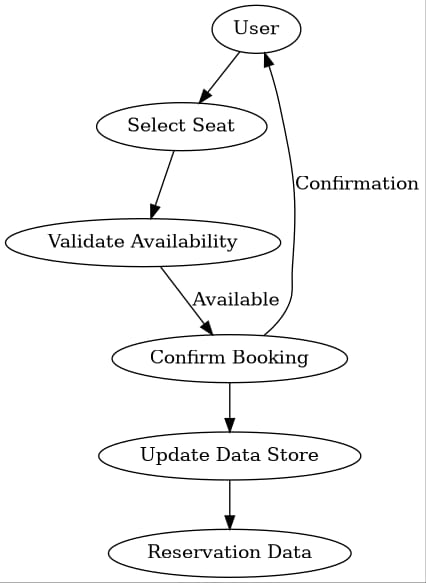 User
Select Seat
Confirmation
Validate Availability
Available
Confirm Booking
Update Data Store
Reservation Data